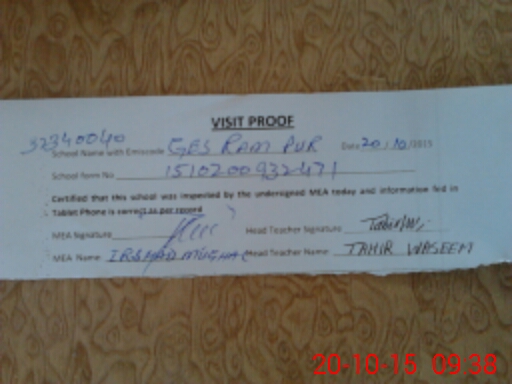 VISIT PROOF
32340040
School Name with Emiscode GES RAM PUR Date 20/10/2015
School form No 1510200932471
Certified that this school was inspected by the undersigned MEA today and information fed in
Tablet Phone is correct as per record
MEA Signature Head Teacher Signature Tahir W.
MEA Name IRSHAD MUGHAL Head Teacher Name TAHIR WASEEM
20-10-15 09:38